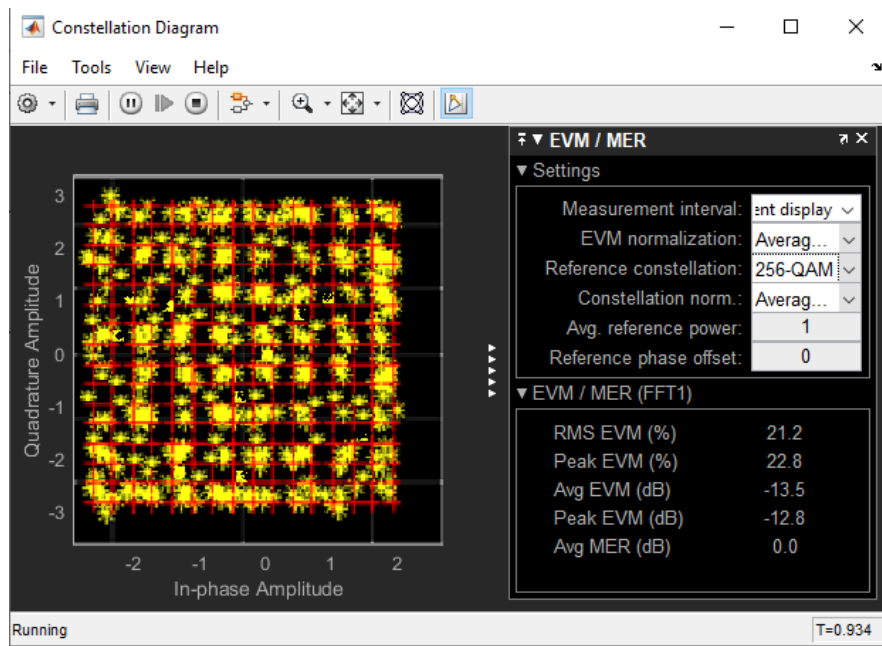 Constellation Diagram
File Tools View Help
EVM / MER
Settings
Measurement interval: ent display
EVM normalization: Averag...
Reference constellation: 256-QAM
Constellation norm.: Averag...
Avg. reference power: 1
Reference phase offset: 0
EVM / MER (FFT1)
RMS EVM (%) 21.2
Peak EVM (%) 22.8
Avg EVM (dB) -13.5
Peak EVM (dB) -12.8
Avg MER (dB) 0.0
Quadrature Amplitude
3
2
1
0
-1
-2
-3
-2 -1 0 1 2
In-phase Amplitude
Running T=0.934